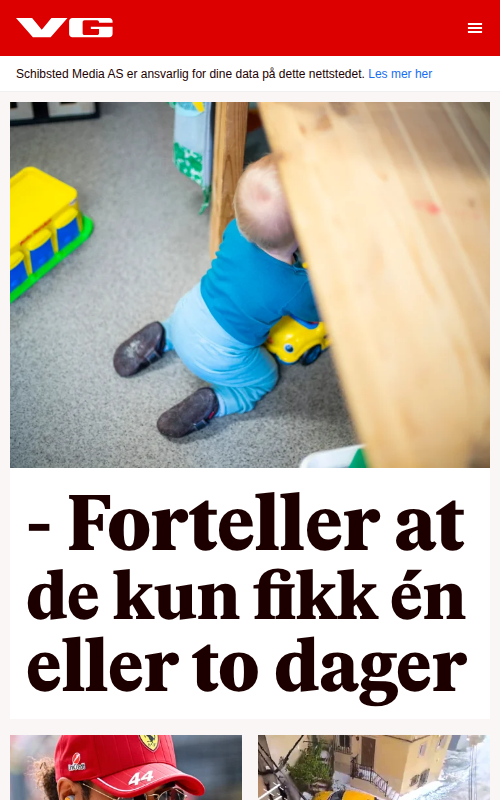 VG
Schibsted Media AS er ansvarlig for dine data på dette nettstedet. Les mer her
- Forteller at
de kun fikk én
eller to dager
44